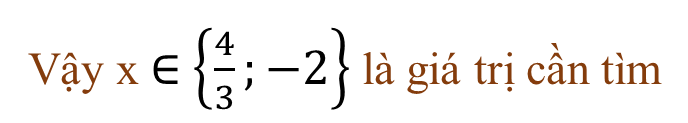 Vậy x ∈ {4/3; −2} là giá trị cần tìm